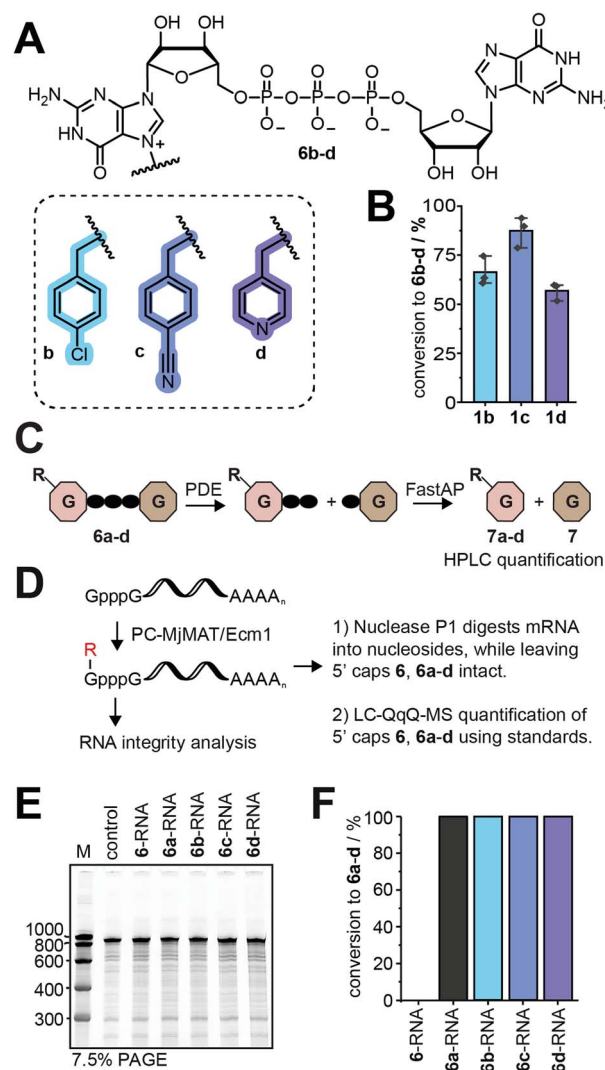 A
OH
OH
H₂N
N
N
HN
N
N+
O
O
O
O
O
P
O
P
O
P
O
O–
O–
O–
6b-d
O
OH
OH
N
N
O
NH
N
NH₂
b
Cl
c
N
d
N
B
conversion to 6b-d / %
100
75
50
25
0
1b
1c
1d
C
R
G
G
6a-d
PDE
R
G
+
G
FastAP
R
G
+
G
7a-d
7
HPLC quantification
D
GpppG
AAAAn
PC-MjMAT/Ecm1
R
GpppG
AAAAn
RNA integrity analysis
1) Nuclease P1 digests mRNA
into nucleosides, while leaving
5' caps 6, 6a-d intact.
2) LC-QqQ-MS quantification of
5' caps 6, 6a-d using standards.
E
M
control
6-RNA
6a-RNA
6b-RNA
6c-RNA
6d-RNA
1000
800
600
400
300
7.5% PAGE
F
conversion to 6a-d / %
100
80
60
40
20
0
6-RNA
6a-RNA
6b-RNA
6c-RNA
6d-RNA